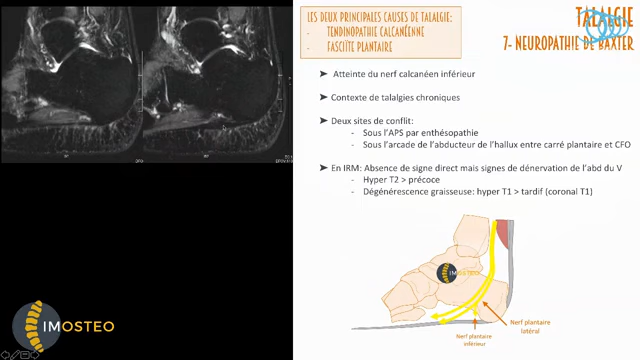 LES DEUX PRINCIPALES CAUSES DE TALALGIE:
- TENDINOPATHIE CALCANÉENNE
- FASCIÏTE PLANTAIRE
TALALGIE
7- NEUROPATHIE DE BAXTER
➤ Atteinte du nerf calcanéen inférieur
➤ Contexte de talalgies chroniques
➤ Deux sites de conflit:
- Sous l'APS par enthésopathie
- Sous l'arcade de l'abducteur de l'hallux entre carré plantaire et CFO
➤ En IRM: Absence de signe direct mais signes de dénervation de l'abd du V
- Hyper T2 > précoce
- Dégénérescence graisseuse: hyper T1 > tardif (coronal T1)
IMOSTEO
Nerf plantaire
latéral
Nerf plantaire
inférieur
IMOSTEO